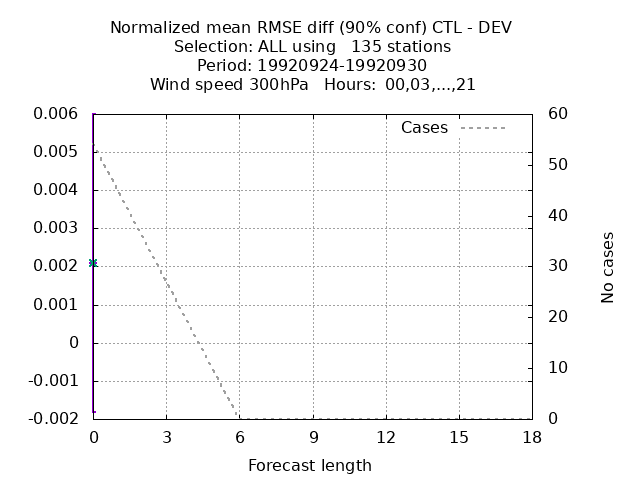 Normalized mean RMSE diff (90% conf) CTL - DEV
Selection: ALL using   135 stations
Period: 19920924-19920930
Wind speed 300hPa   Hours:  00,03,...,21
Cases
0.006
0.005
0.004
0.003
0.002
0.001
0
-0.001
-0.002
60
50
40
30
20
10
0
No cases
0 3 6 9 12 15 18
Forecast length